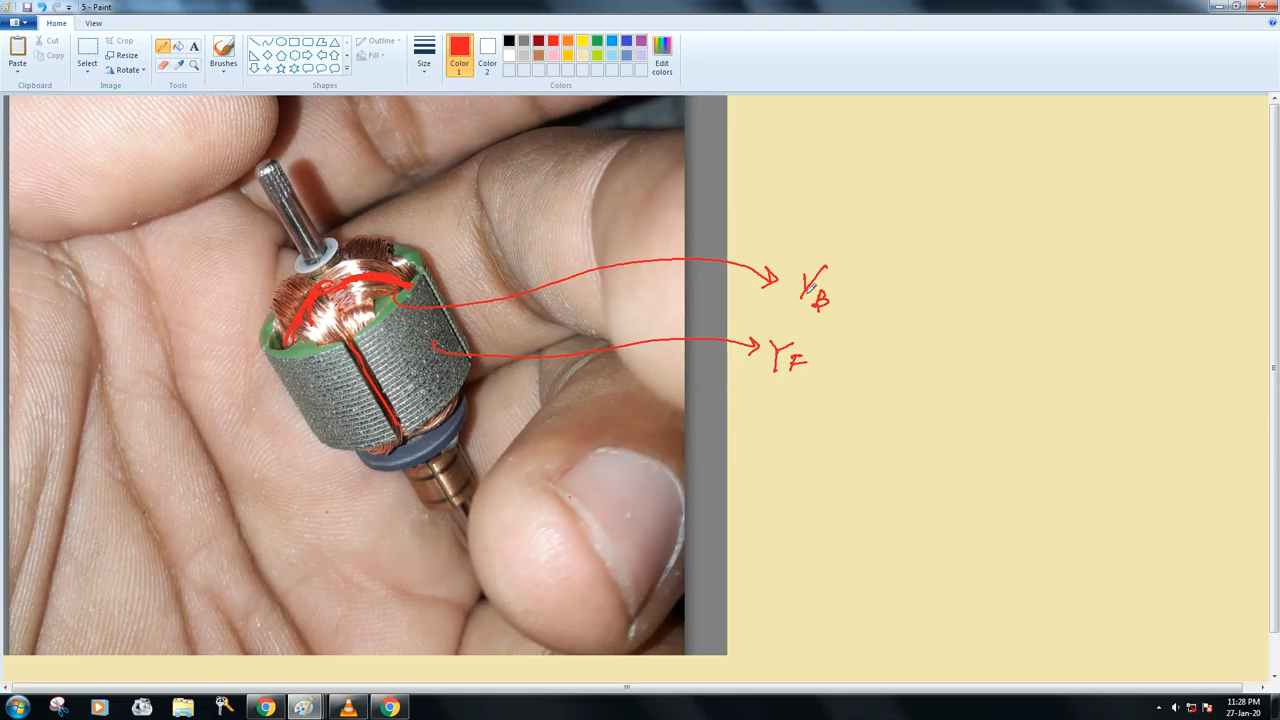 5 - Paint
Home View
Paste
Cut
Copy
Clipboard
Select
Crop
Resize
Rotate
Image
A
Tools
Brushes
Shapes
Outline
Fill
Size
Color 1
Color 2
Edit colors
Colors
YB
YF
11:28 PM
27-Jan-20